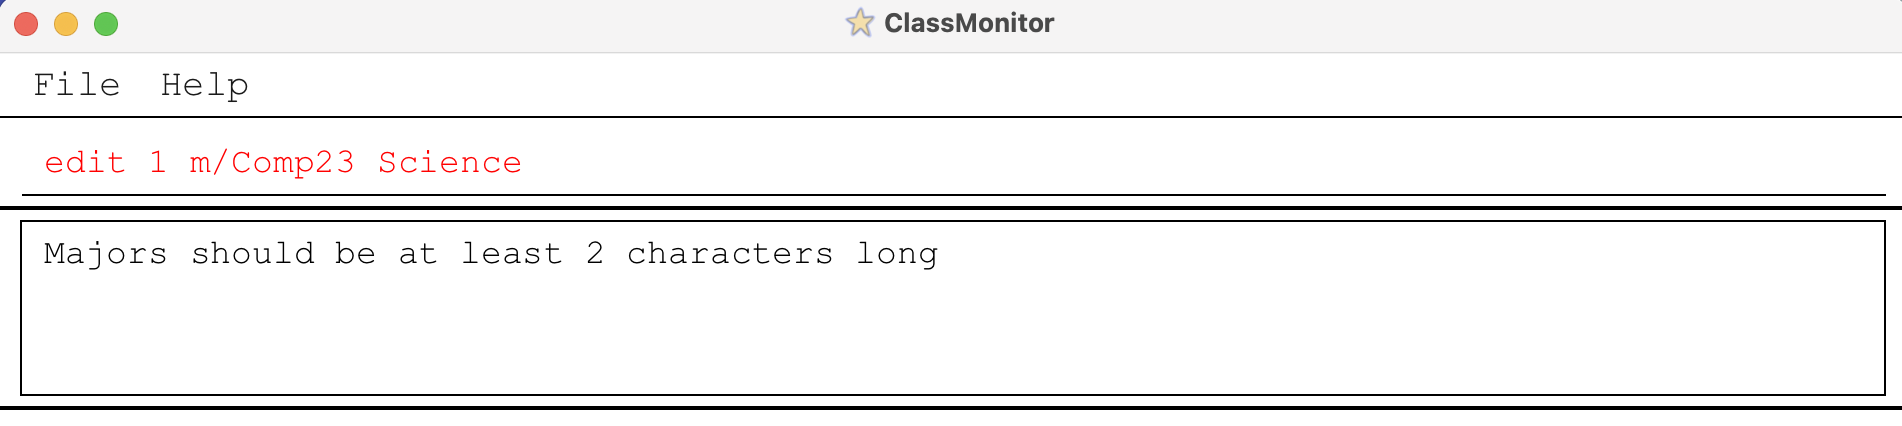 ClassMonitor
File Help
edit 1 m/Comp23 Science
Majors should be at least 2 characters long